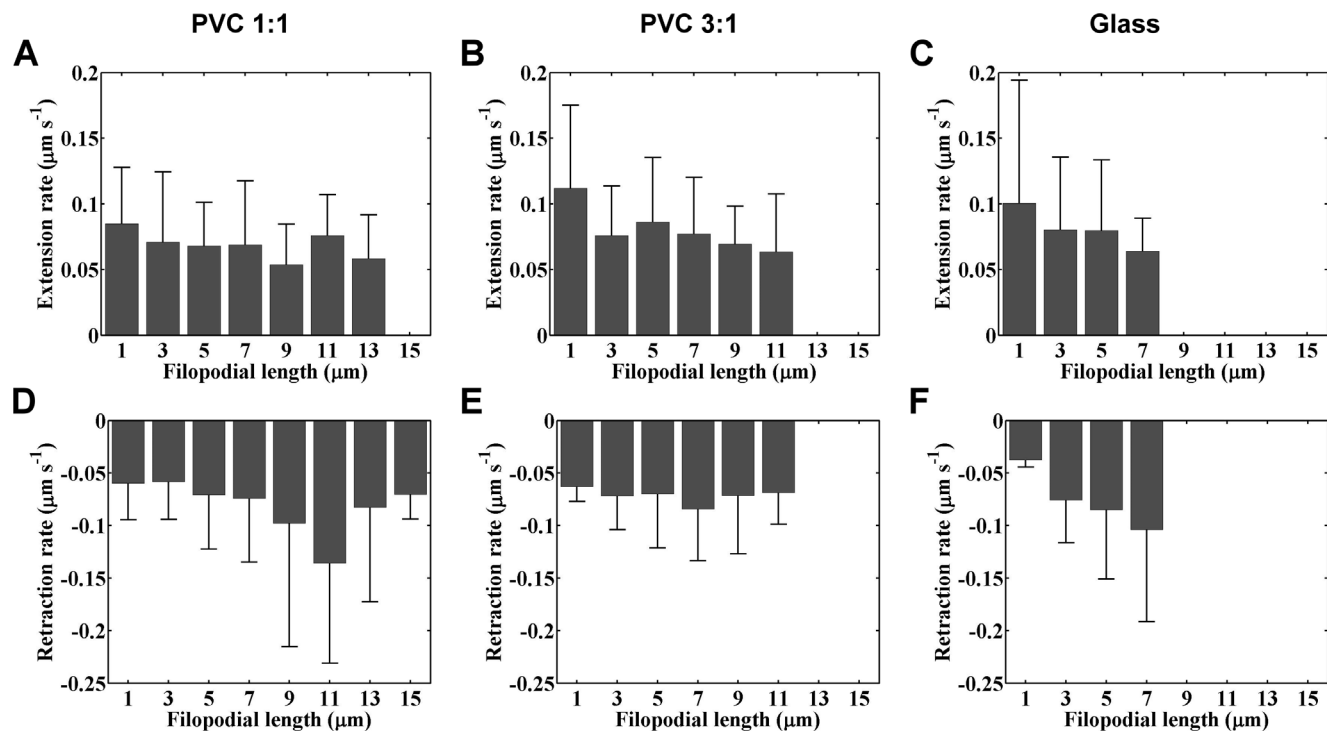 PVC 1:1
PVC 3:1
Glass
A
Extension rate (μm s⁻¹)
0.2
0.15
0.1
0.05
0
1 3 5 7 9 11 13 15
Filopodial length (μm)
B
Extension rate (μm s⁻¹)
0.2
0.15
0.1
0.05
0
1 3 5 7 9 11 13 15
Filopodial length (μm)
C
Extension rate (μm s⁻¹)
0.2
0.15
0.1
0.05
0
1 3 5 7 9 11 13 15
Filopodial length (μm)
D
Retraction rate (μm s⁻¹)
0
-0.05
-0.1
-0.15
-0.2
-0.25
1 3 5 7 9 11 13 15
Filopodial length (μm)
E
Retraction rate (μm s⁻¹)
0
-0.05
-0.1
-0.15
-0.2
-0.25
1 3 5 7 9 11 13 15
Filopodial length (μm)
F
Retraction rate (μm s⁻¹)
0
-0.05
-0.1
-0.15
-0.2
-0.25
1 3 5 7 9 11 13 15
Filopodial length (μm)